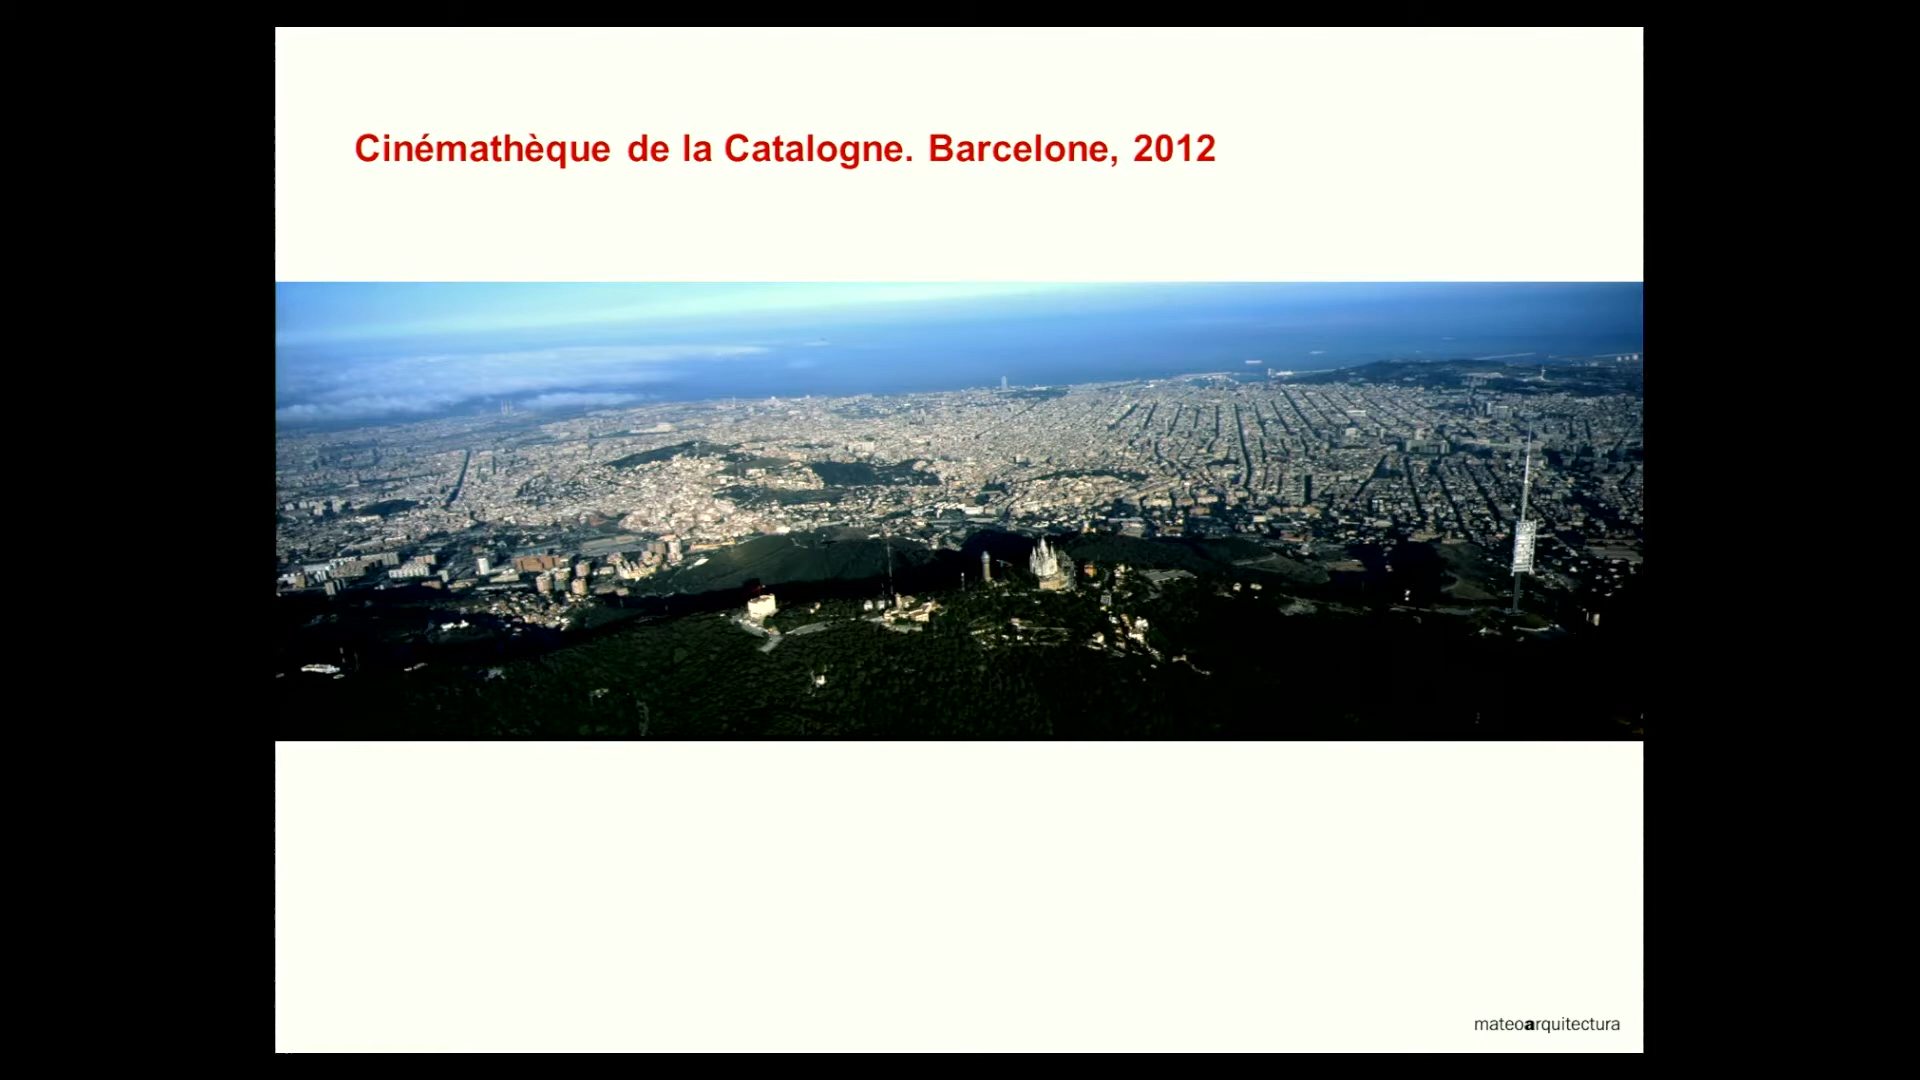 Cinémathèque de la Catalogne. Barcelone, 2012
mateoarquitectura